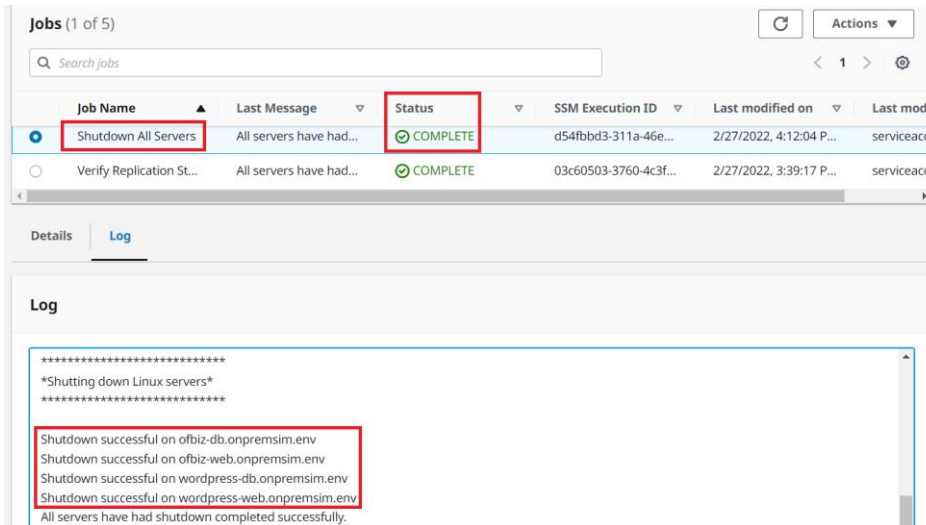 Jobs (1 of 5)
Actions
Search jobs
1
Job Name Last Message Status SSM Execution ID Last modified on Last mod
Shutdown All Servers All servers have had... COMPLETE d54fbbd3-311a-46e... 2/27/2022, 4:12:04 P... serviceacc
Verify Replication St... All servers have had... COMPLETE 03c60503-3760-4c3f... 2/27/2022, 3:39:17 P... serviceacc
Details Log
Log
****************************
*Shutting down Linux servers*
****************************
Shutdown successful on ofbiz-db.onpremsim.env
Shutdown successful on ofbiz-web.onpremsim.env
Shutdown successful on wordpress-db.onpremsim.env
Shutdown successful on wordpress-web.onpremsim.env
All servers have had shutdown completed successfully.